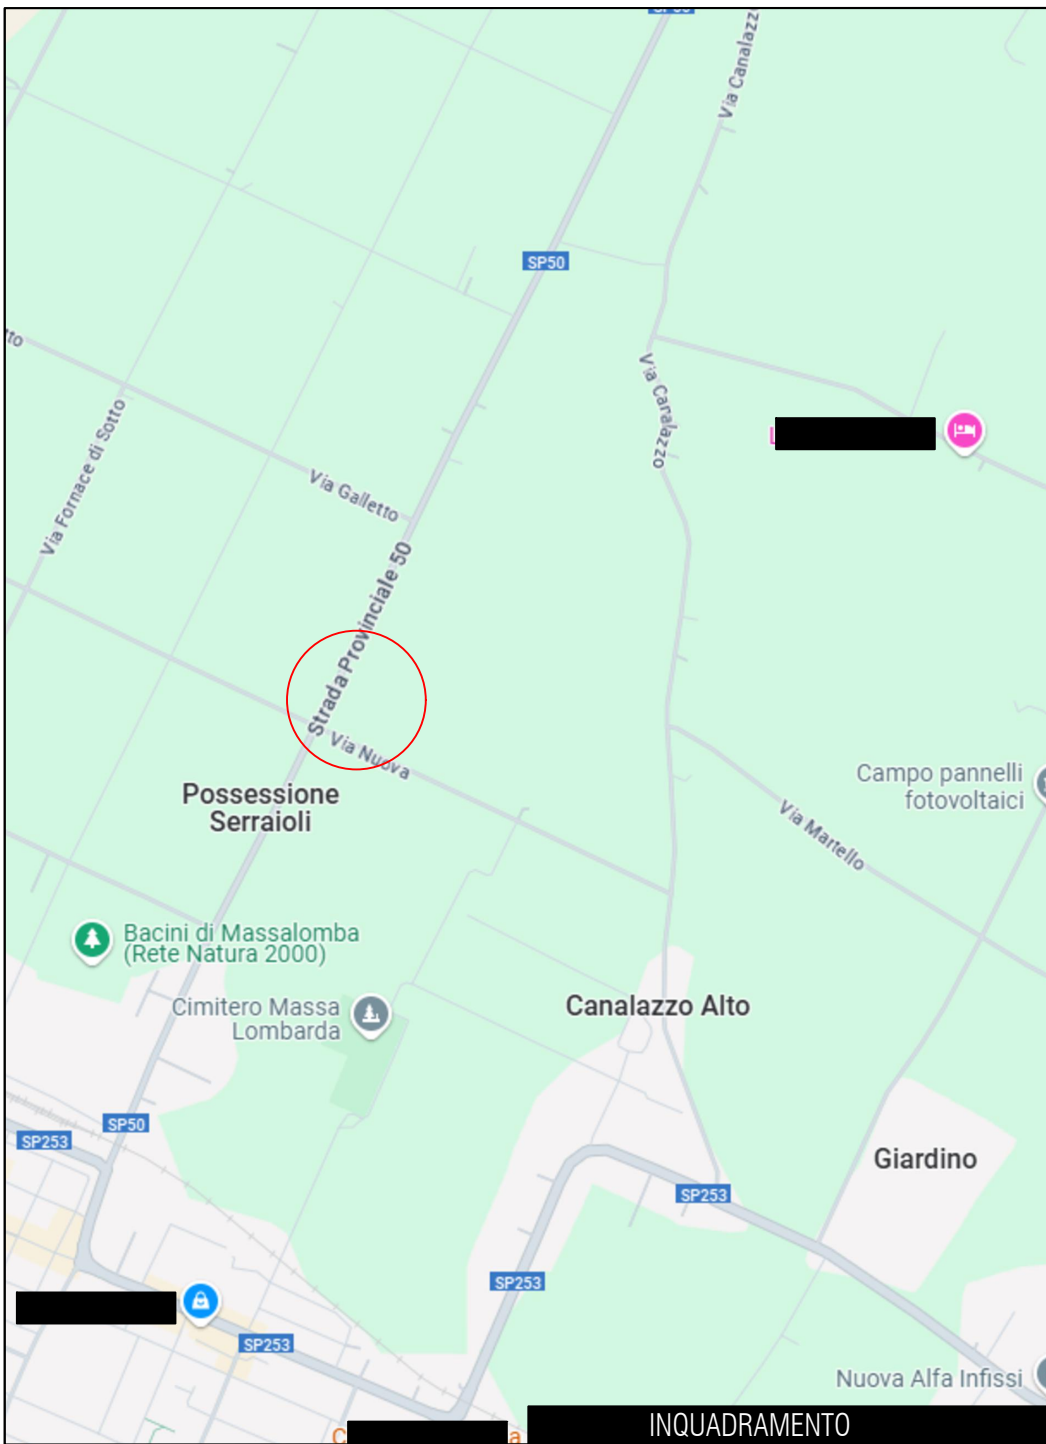 Via Canalazzo
SP50
Via Canalazzo
Via Fornace di Sotto
Via Galletto
Strada Provinciale 50
Via Nuova
Possessione
Serraioli
Campo pannelli
fotovoltaici
Via Martello
Bacini di Massalomba
(Rete Natura 2000)
Cimitero Massa
Lombarda
Canalazzo Alto
SP50
SP253
Giardino
SP253
SP253
SP253
Nuova Alfa Infissi
INQUADRAMENTO